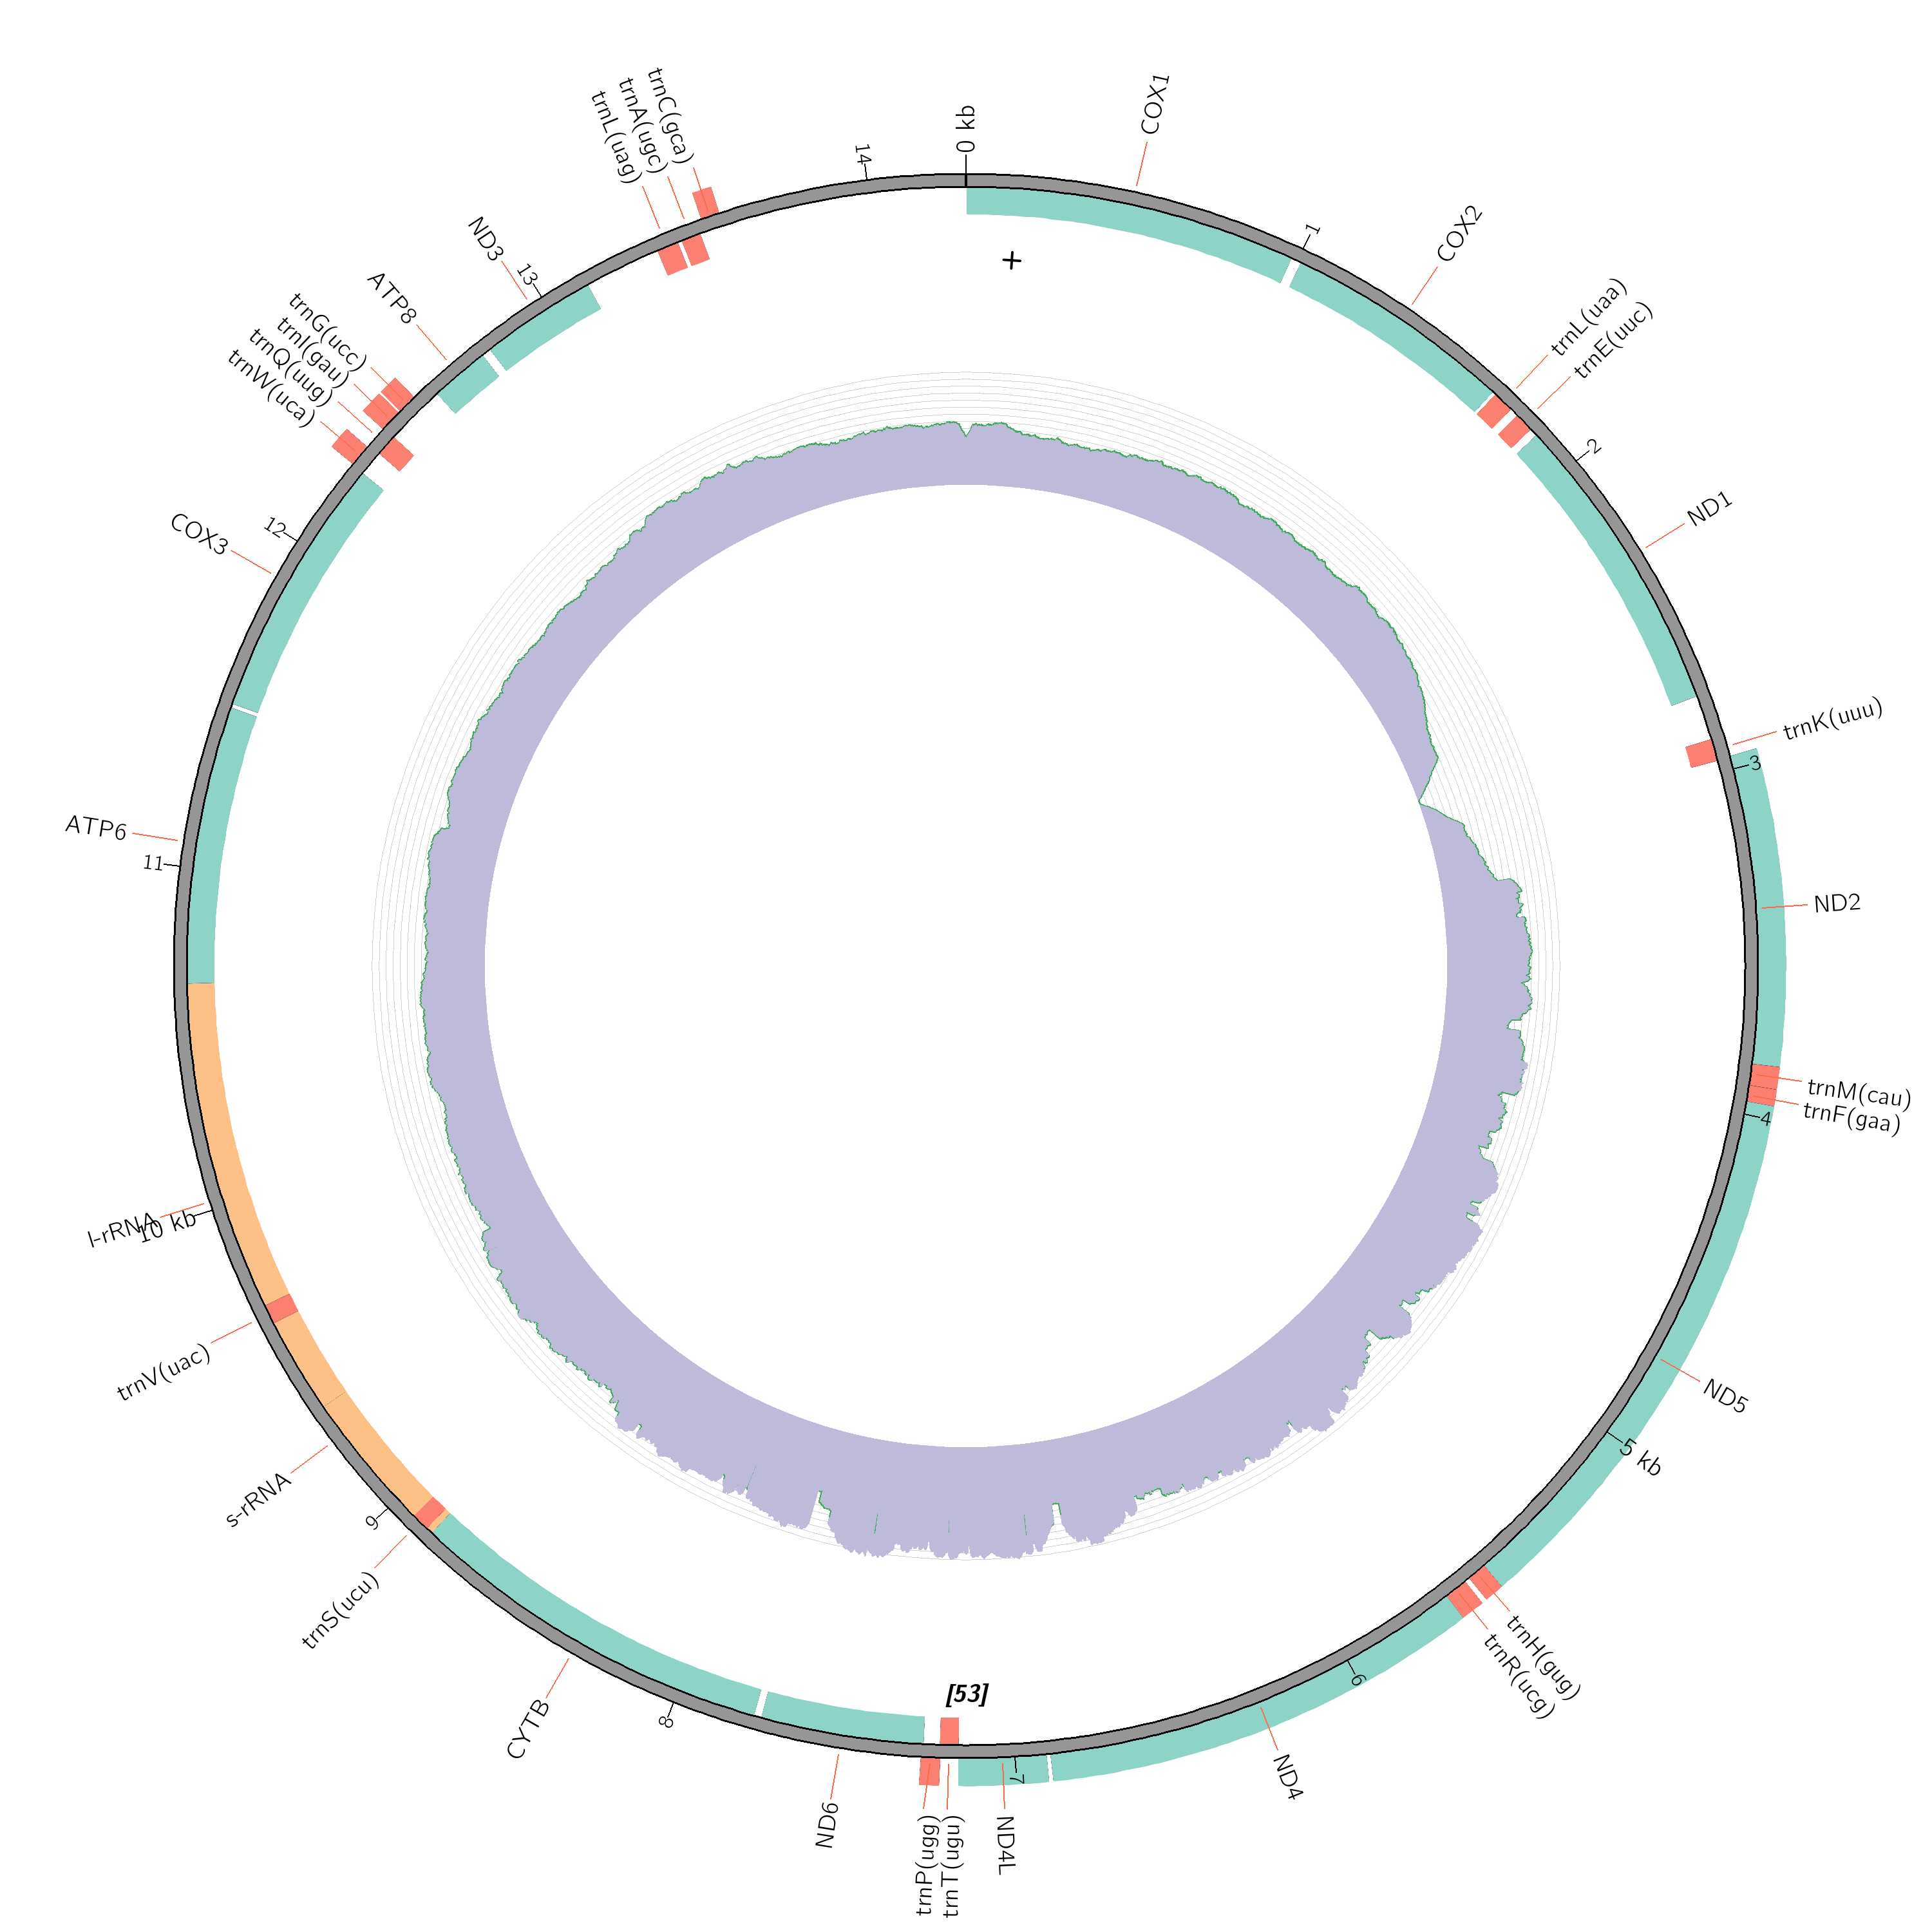 0 kb
COX1
1
COX2
trnL(uaa)
trnE(uuc)
2
ND1
trnK(uuu)
3
ND2
trnM(cau)
trnF(gaa)
4
ND5
5 kb
trnH(gug)
trnR(ucg)
6
ND4
7
ND4L
trnT(ugu)
trnP(ugg)
[53]
ND6
8
CYTB
trnS(ucu)
9
s-rRNA
trnV(uac)
l-rRNA
10 kb
11
ATP6
COX3
12
trnW(uca)
trnQ(uug)
trnI(gau)
trnG(ucc)
ATP8
13
ND3
trnL(uag)
trnA(ugc)
trnC(gca)
14
+